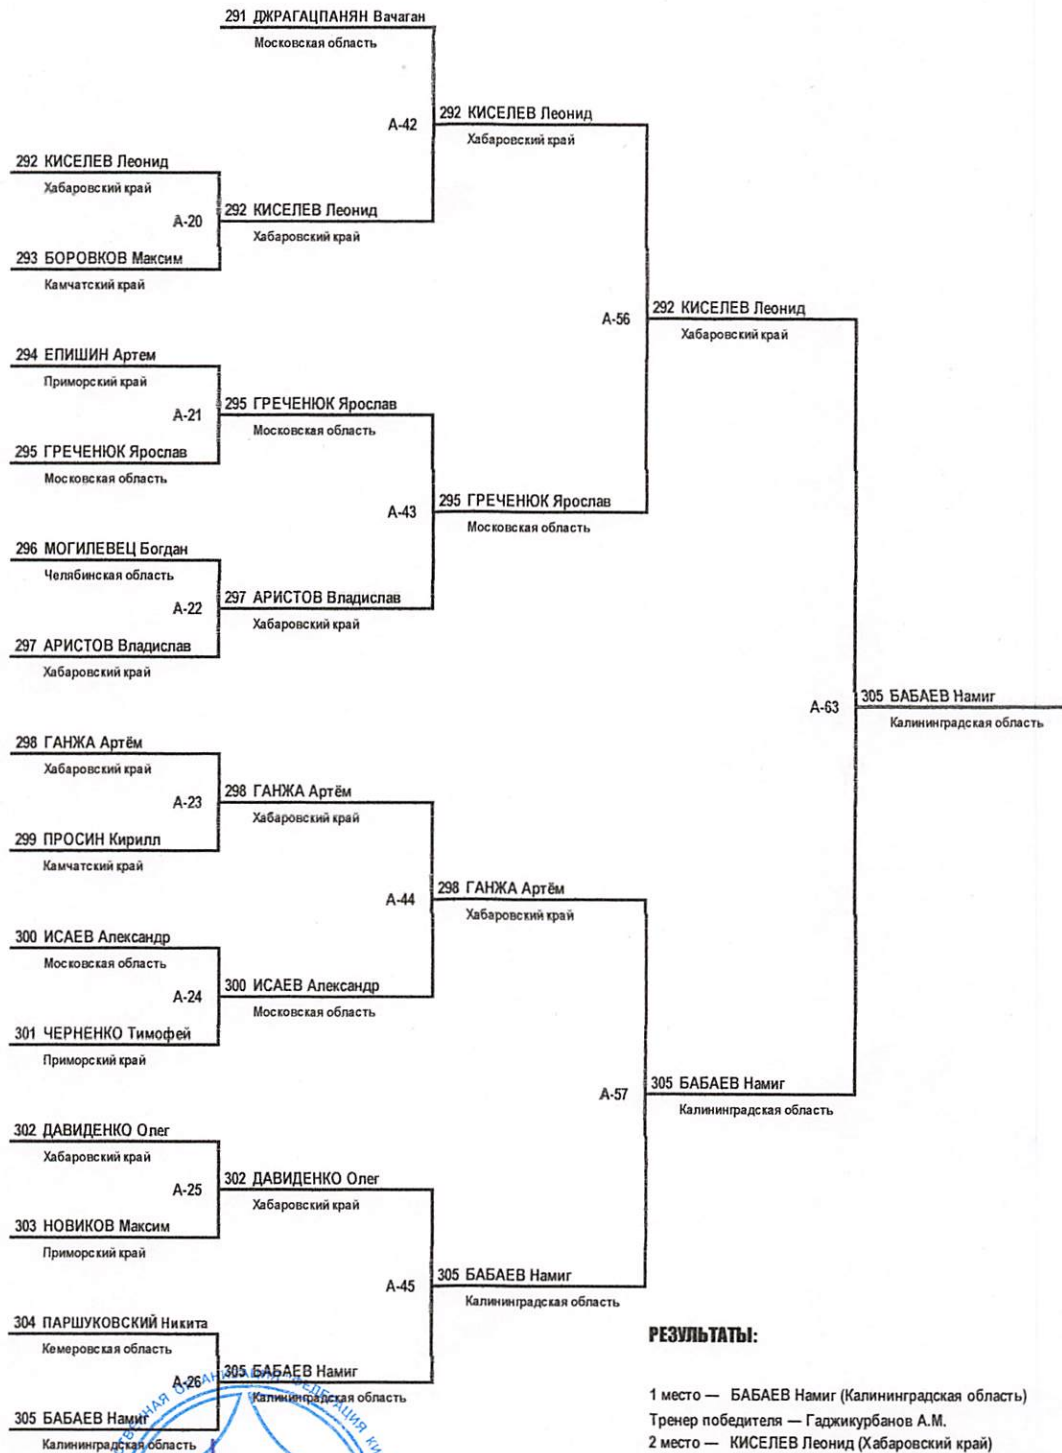 291 ДЖРАГАЦПАНЯН Вачаган
Московская область
А-42
292 КИСЕЛЕВ Леонид
Хабаровский край
292 КИСЕЛЕВ Леонид
Хабаровский край
А-20
292 КИСЕЛЕВ Леонид
Хабаровский край
293 БОРОВКОВ Максим
Камчатский край
А-56
292 КИСЕЛЕВ Леонид
Хабаровский край
294 ЕПИШИН Артем
Приморский край
А-21
295 ГРЕЧЕНЮК Ярослав
Московская область
295 ГРЕЧЕНЮК Ярослав
Московская область
А-43
295 ГРЕЧЕНЮК Ярослав
Московская область
296 МОГИЛЕВЕЦ Богдан
Челябинская область
А-22
297 АРИСТОВ Владислав
Хабаровский край
297 АРИСТОВ Владислав
Хабаровский край
А-63
305 БАБАЕВ Намиг
Калининградская область
298 ГАНЖА Артём
Хабаровский край
А-23
298 ГАНЖА Артём
Хабаровский край
299 ПРОСИН Кирилл
Камчатский край
А-44
298 ГАНЖА Артём
Хабаровский край
300 ИСАЕВ Александр
Московская область
А-24
300 ИСАЕВ Александр
Московская область
301 ЧЕРНЕНКО Тимофей
Приморский край
А-57
305 БАБАЕВ Намиг
Калининградская область
302 ДАВИДЕНКО Олег
Хабаровский край
А-25
302 ДАВИДЕНКО Олег
Хабаровский край
303 НОВИКОВ Максим
Приморский край
А-45
305 БАБАЕВ Намиг
Калининградская область
304 ПАРШУКОВСКИЙ Никита
Кемеровская область
А-26
305 БАБАЕВ Намиг
Калининградская область
305 БАБАЕВ Намиг
Калининградская область
РЕЗУЛЬТАТЫ:
1 место — БАБАЕВ Намиг (Калининградская область)
Тренер победителя — Гаджикурбанов А.М.
2 место — КИСЕЛЕВ Леонид (Хабаровский край)